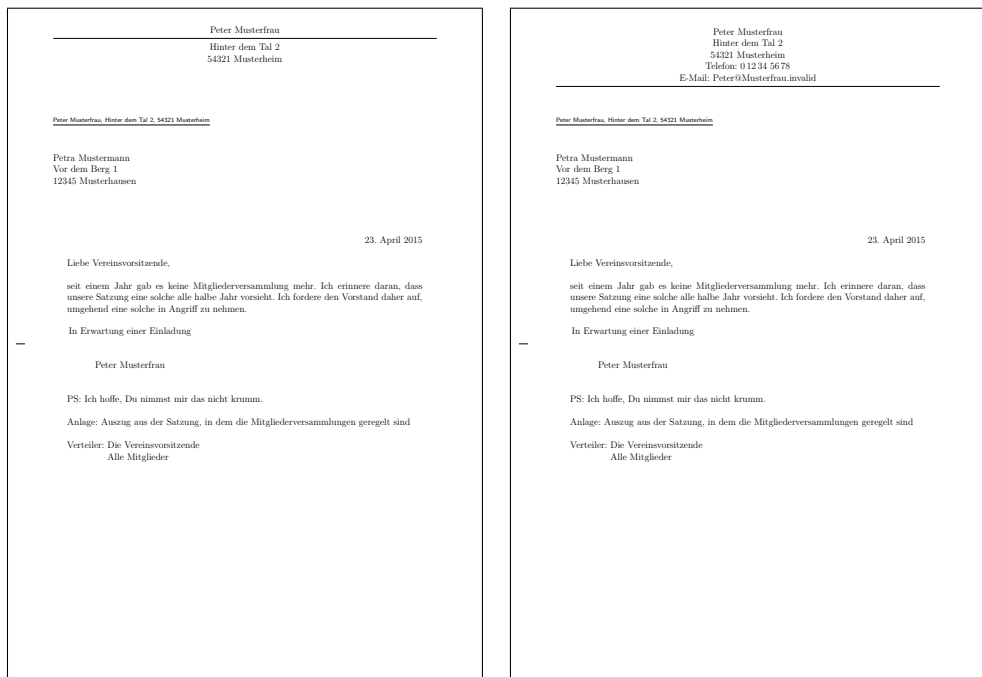 Peter Musterfrau
Hinter dem Tal 2
54321 Musterheim
Peter Musterfrau, Hinter dem Tal 2, 54321 Musterheim
Petra Mustermann
Vor dem Berg 1
12345 Musterhausen
23. April 2015
Liebe Vereinsvorsitzende,
seit einem Jahr gab es keine Mitgliederversammlung mehr. Ich erinnere daran, dass
unsere Satzung eine solche alle halbe Jahr vorsieht. Ich fordere den Vorstand daher auf,
umgehend eine solche in Angriff zu nehmen.
In Erwartung einer Einladung
Peter Musterfrau
PS: Ich hoffe, Du nimmst mir das nicht krumm.
Anlage: Auszug aus der Satzung, in dem die Mitgliederversammlungen geregelt sind
Verteiler: Die Vereinsvorsitzende
Alle Mitglieder
Peter Musterfrau
Hinter dem Tal 2
54321 Musterheim
Telefon: 0 12 34 56 78
E-Mail: Peter@Musterfrau.invalid
Peter Musterfrau, Hinter dem Tal 2, 54321 Musterheim
Petra Mustermann
Vor dem Berg 1
12345 Musterhausen
23. April 2015
Liebe Vereinsvorsitzende,
seit einem Jahr gab es keine Mitgliederversammlung mehr. Ich erinnere daran, dass
unsere Satzung eine solche alle halbe Jahr vorsieht. Ich fordere den Vorstand daher auf,
umgehend eine solche in Angriff zu nehmen.
In Erwartung einer Einladung
Peter Musterfrau
PS: Ich hoffe, Du nimmst mir das nicht krumm.
Anlage: Auszug aus der Satzung, in dem die Mitgliederversammlungen geregelt sind
Verteiler: Die Vereinsvorsitzende
Alle Mitglieder